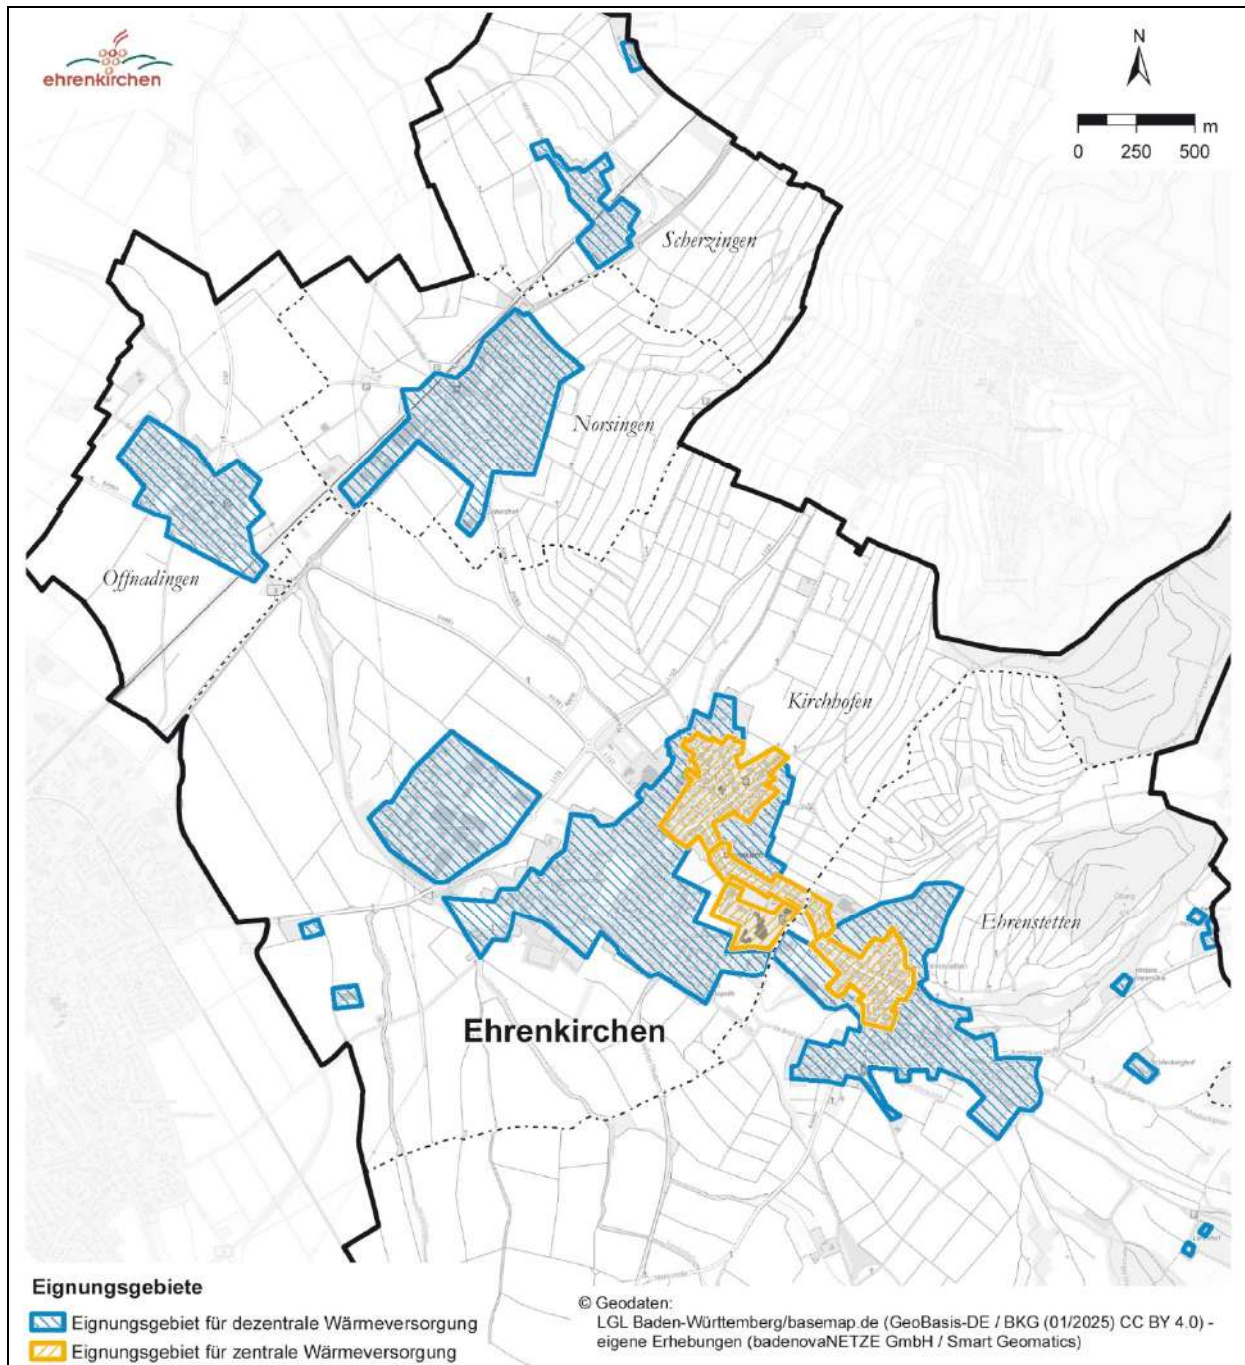 ehrenkirchen
N
m
0 250 500
Scherzingen
Norsingen
Offnadingen
Kirchhofen
Ehrenstetten
Ehrenkirchen
Eignungsgebiete
Eignungsgebiet für dezentrale Wärmeversorgung
Eignungsgebiet für zentrale Wärmeversorgung
© Geodaten:
LGL Baden-Württemberg/basemap.de (GeoBasis-DE / BKG (01/2025) CC BY 4.0) -
eigene Erhebungen (badenovaNETZE GmbH / Smart Geomatics)